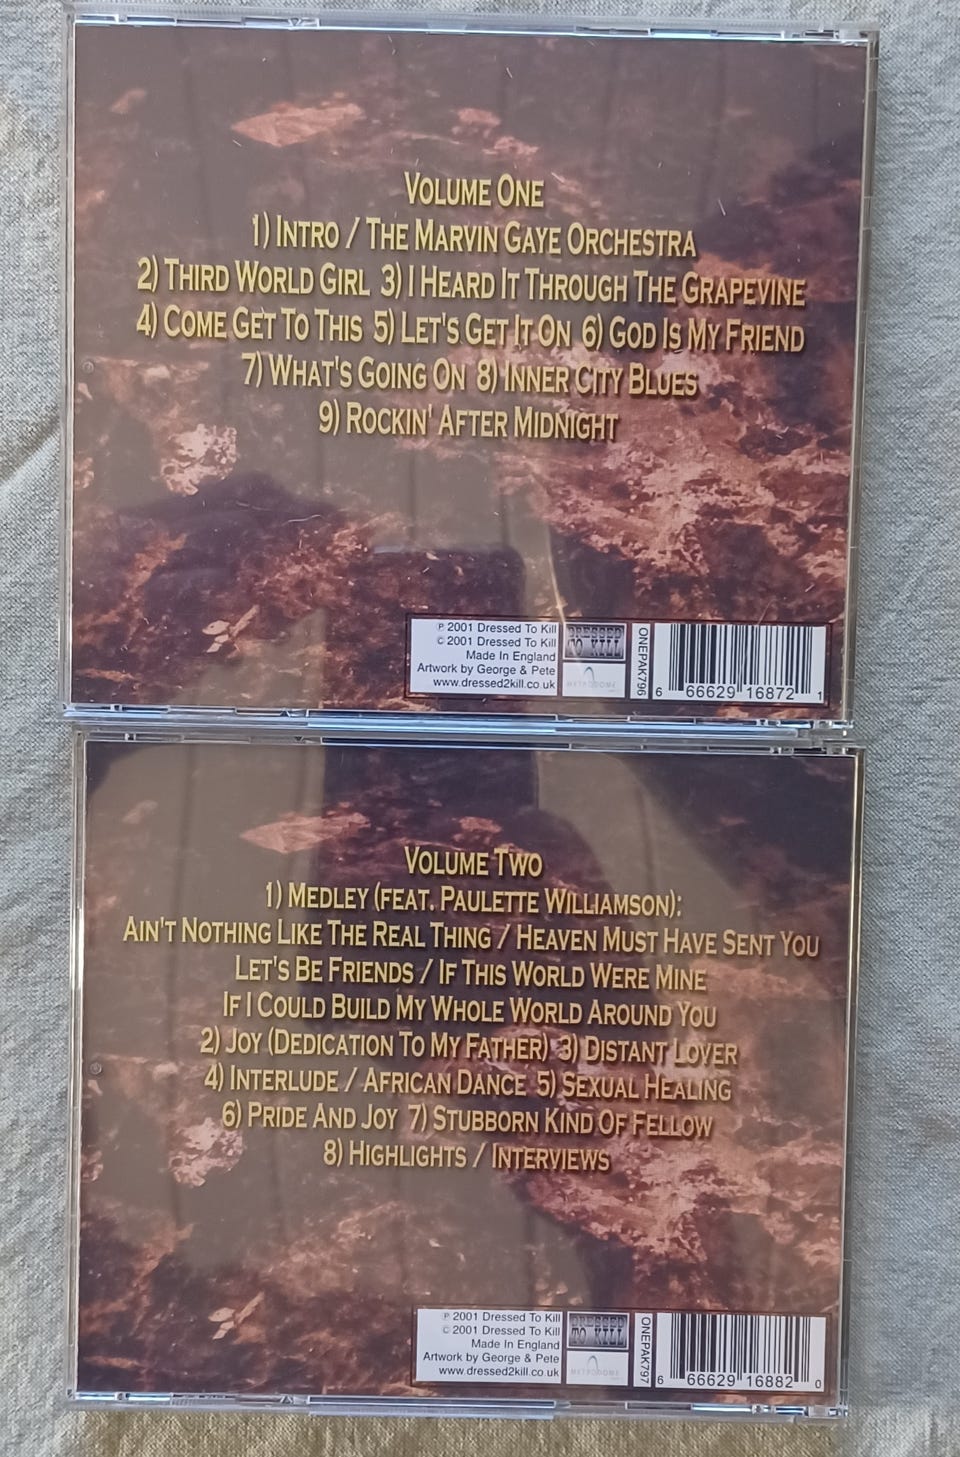 VOLUME ONE
1) INTRO / THE MARVIN GAYE ORCHESTRA
2) THIRD WORLD GIRL 3) I HEARD IT THROUGH THE GRAPEVINE
4) COME GET TO THIS 5) LET'S GET IT ON 6) GOD IS MY FRIEND
7) WHAT'S GOING ON 8) INNER CITY BLUES
9) ROCKIN' AFTER MIDNIGHT
℗ 2001 Dressed To Kill
© 2001 Dressed To Kill
Made In England
Artwork by George & Pete
www.dressed2kill.co.uk
DRESSED
TO KILL
METRODOME
ONEPAK796
6 66629 16872 1
VOLUME TWO
1) MEDLEY (FEAT. PAULETTE WILLIAMSON):
AIN'T NOTHING LIKE THE REAL THING / HEAVEN MUST HAVE SENT YOU
LET'S BE FRIENDS / IF THIS WORLD WERE MINE
IF I COULD BUILD MY WHOLE WORLD AROUND YOU
2) JOY (DEDICATION TO MY FATHER) 3) DISTANT LOVER
4) INTERLUDE / AFRICAN DANCE 5) SEXUAL HEALING
6) PRIDE AND JOY 7) STUBBORN KIND OF FELLOW
8) HIGHLIGHTS / INTERVIEWS
℗ 2001 Dressed To Kill
© 2001 Dressed To Kill
Made In England
Artwork by George & Pete
www.dressed2kill.co.uk
DRESSED
TO KILL
METRODOME
ONEPAK797
6 66629 16882 0